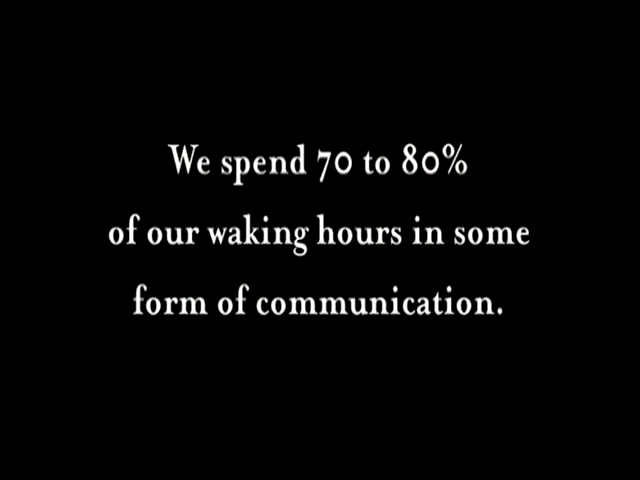 We spend 70 to 80%
of our waking hours in some
form of communication.